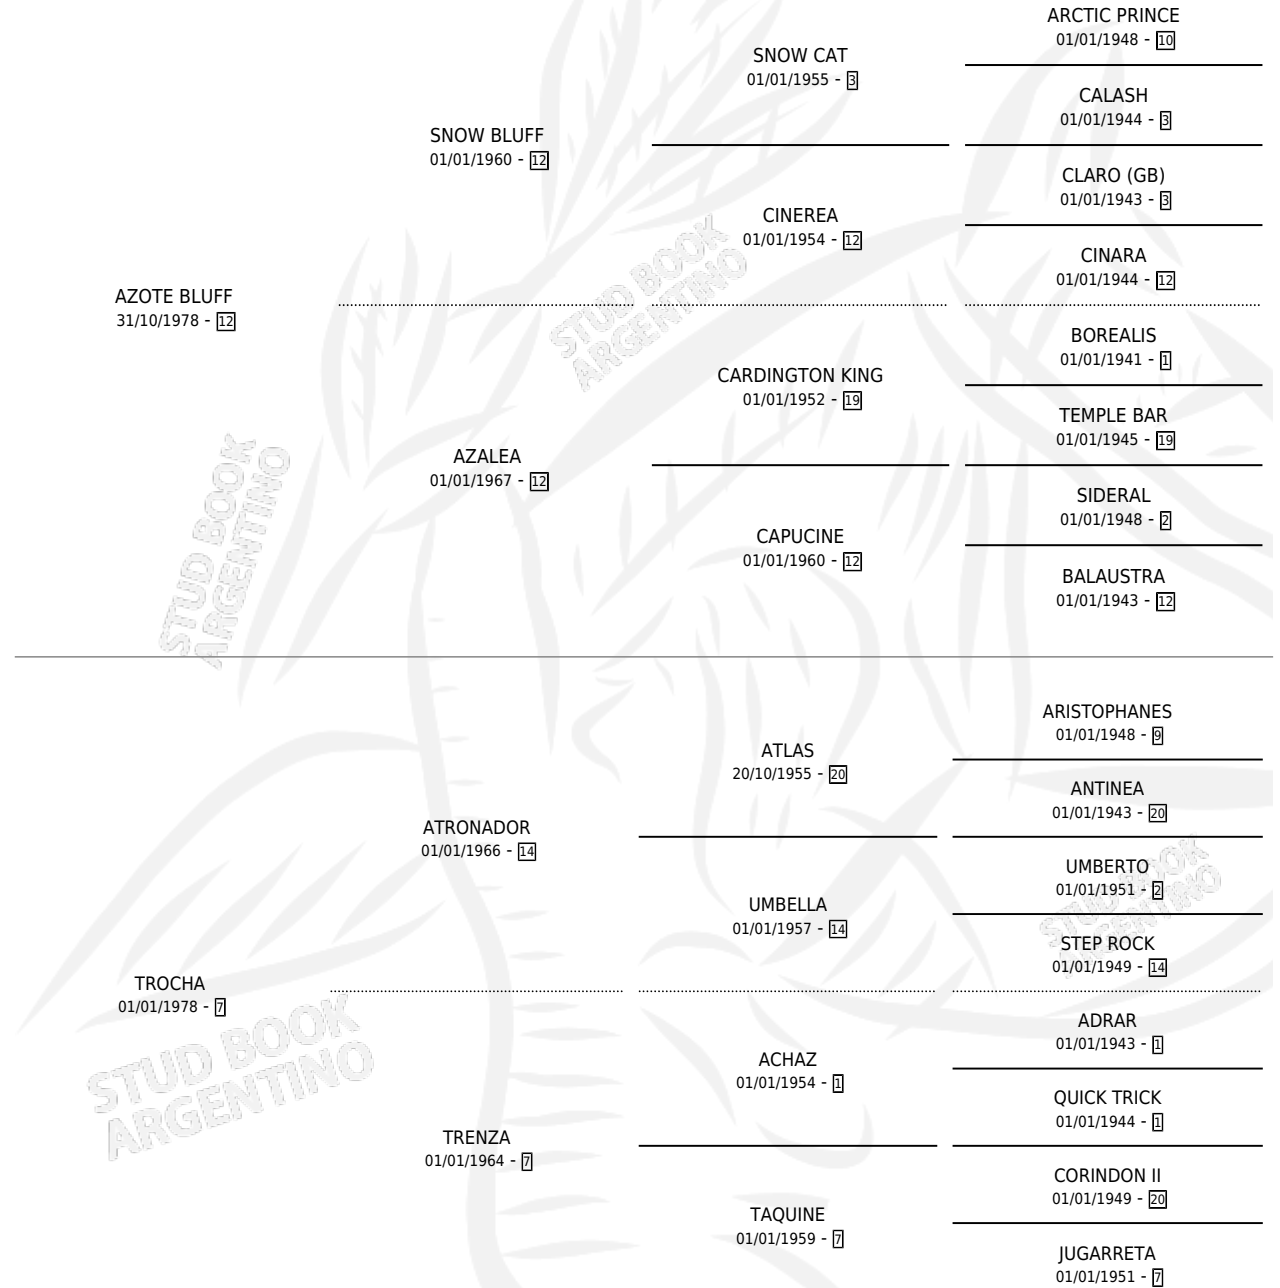 ARCTIC PRINCE
01/01/1948 - 10
SNOW CAT
01/01/1955 - 3
CALASH
01/01/1944 - 3
SNOW BLUFF
01/01/1960 - 12
CLARO (GB)
01/01/1943 - 3
CINEREA
01/01/1954 - 12
CINARA
01/01/1944 - 12
AZOTE BLUFF
31/10/1978 - 12
STUD BOOK
ARGENTINO
BOREALIS
01/01/1941 - 1
CARDINGTON KING
01/01/1952 - 19
TEMPLE BAR
01/01/1945 - 19
AZALEA
01/01/1967 - 12
SIDERAL
01/01/1948 - 2
CAPUCINE
01/01/1960 - 12
BALAUSTRA
01/01/1943 - 12
STUD BOOK
ARGENTINO
ARISTOPHANES
01/01/1948 - 9
ATLAS
20/10/1955 - 20
ANTINEA
01/01/1943 - 20
ATRONADOR
01/01/1966 - 14
UMBERTO
01/01/1951 - 2
UMBELLA
01/01/1957 - 14
STEP ROCK
01/01/1949 - 14
STUD BOOK
ARGENTINO
TROCHA
01/01/1978 - 7
ADRAR
01/01/1943 - 1
ACHAZ
01/01/1954 - 1
QUICK TRICK
01/01/1944 - 1
STUD BOOK
ARGENTINO
TRENZA
01/01/1964 - 7
CORINDON II
01/01/1949 - 20
TAQUINE
01/01/1959 - 7
JUGARRETA
01/01/1951 - 7